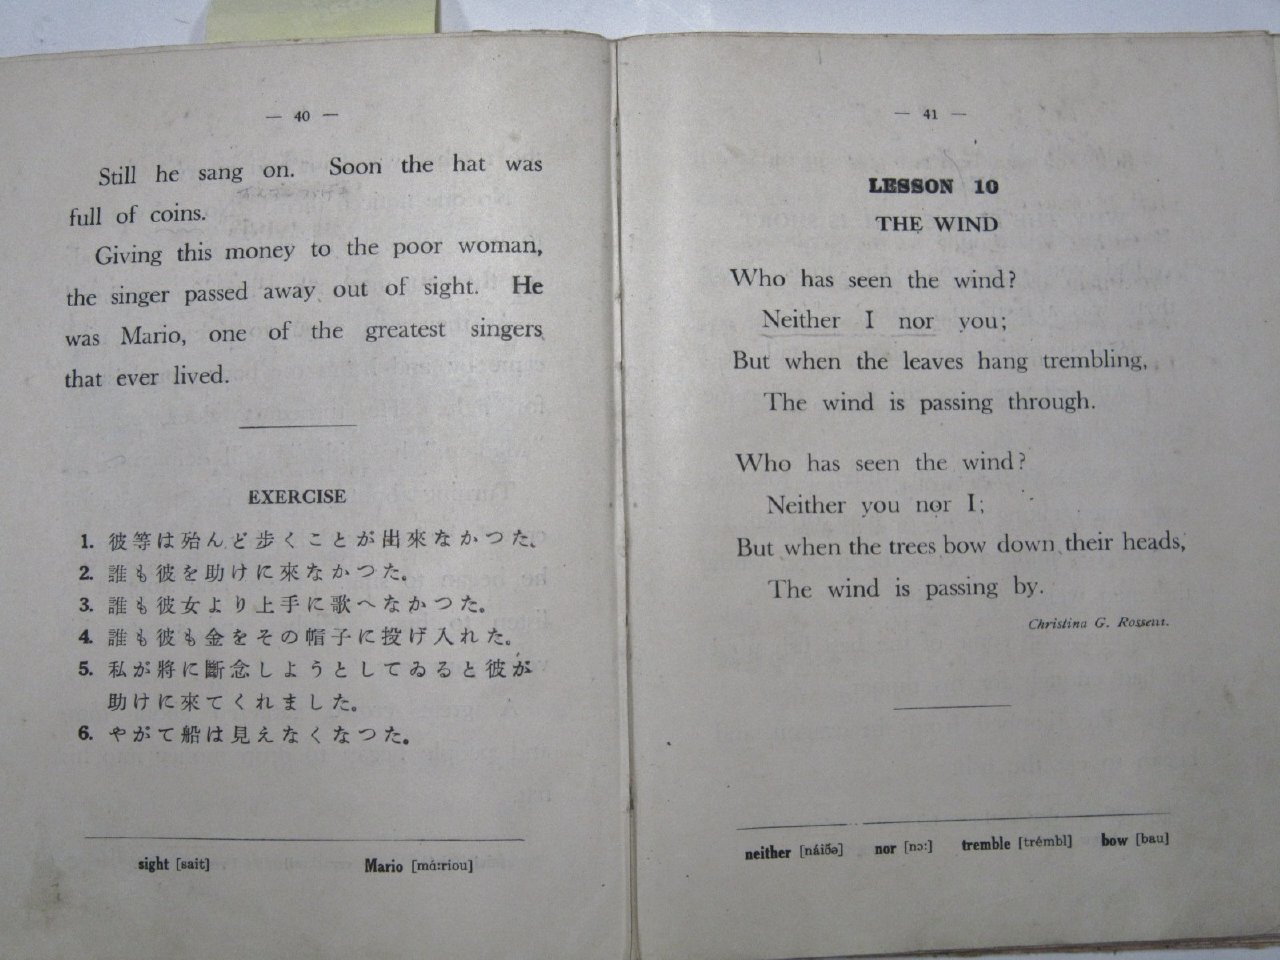 — 40 —
Still he sang on. Soon the hat was
full of coins.
Giving this money to the poor woman,
the singer passed away out of sight. He
was Mario, one of the greatest singers
that ever lived.
EXERCISE
1. 彼等は殆んど步くことが出來なかつた。
2. 誰も彼を助けに來なかつた。
3. 誰も彼女より上手に歌へなかつた。
4. 誰も彼も金をその帽子に投げ入れた。
5. 私が將に斷念しようとしてゐると彼が
助けに來てくれました。
6. やがて船は見えなくなつた。
sight [sait] Mario [má:riou]
— 41 —
LESSON 10
THE WIND
Who has seen the wind?
Neither I nor you;
But when the leaves hang trembling,
The wind is passing through.
Who has seen the wind?
Neither you nor I;
But when the trees bow down their heads,
The wind is passing by.
Christina G. Rossetti.
neither [náiðə] nor [nɔ:] tremble [trémbl] bow [bau]